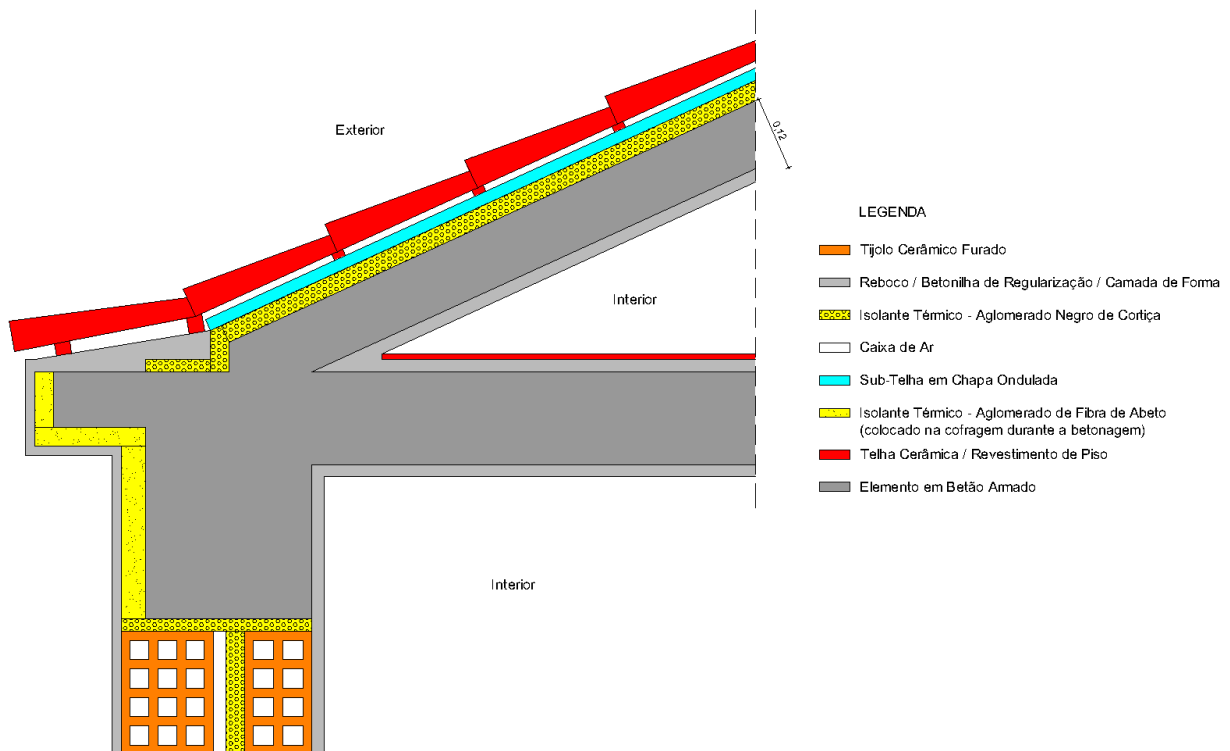 Exterior
0,12
LEGENDA
Tijolo Cerâmico Furado
Reboco / Betonilha de Regularização / Camada de Forma
Interior
Isolante Térmico - Aglomerado Negro de Cortiça
Caixa de Ar
Sub-Telha em Chapa Ondulada
Isolante Térmico - Aglomerado de Fibra de Abeto
(colocado na cofragem durante a betonagem)
Telha Cerâmica / Revestimento de Piso
Elemento em Betão Armado
Interior